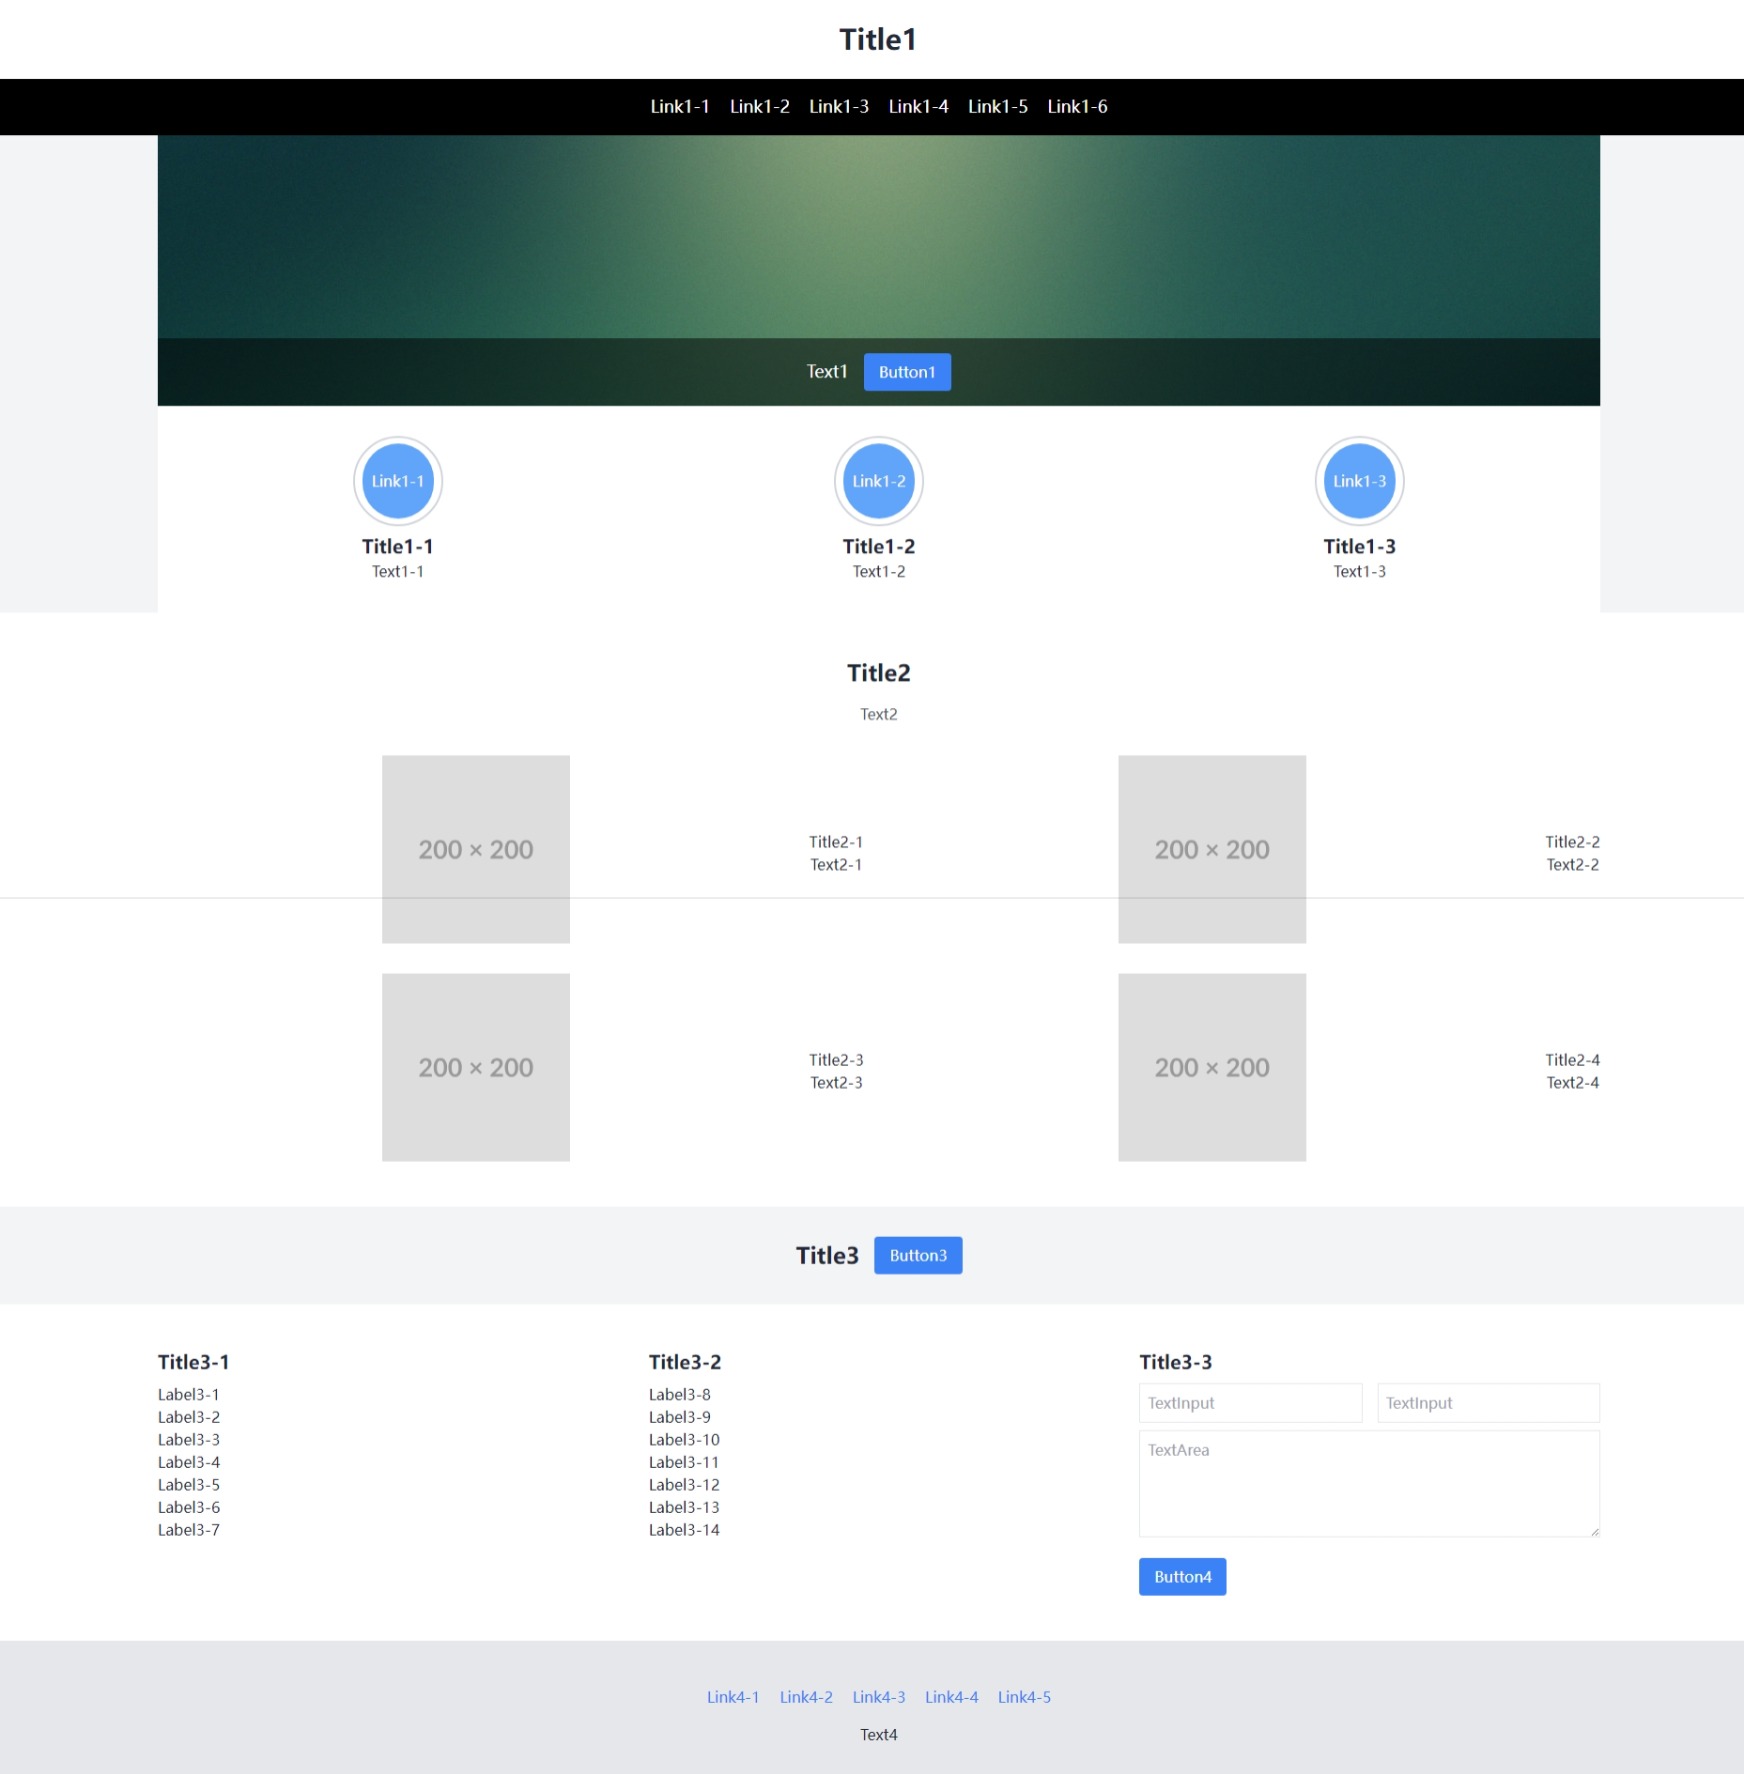 Title1
Link1-1 Link1-2 Link1-3 Link1-4 Link1-5 Link1-6
Text1 Button1
Link1-1
Title1-1
Text1-1
Link1-2
Title1-2
Text1-2
Link1-3
Title1-3
Text1-3
Title2
Text2
200 × 200
Title2-1
Text2-1
200 × 200
Title2-2
Text2-2
200 × 200
Title2-3
Text2-3
200 × 200
Title2-4
Text2-4
Title3 Button3
Title3-1
Label3-1
Label3-2
Label3-3
Label3-4
Label3-5
Label3-6
Label3-7
Title3-2
Label3-8
Label3-9
Label3-10
Label3-11
Label3-12
Label3-13
Label3-14
Title3-3
TextInput TextInput
TextArea
Button4
Link4-1 Link4-2 Link4-3 Link4-4 Link4-5
Text4